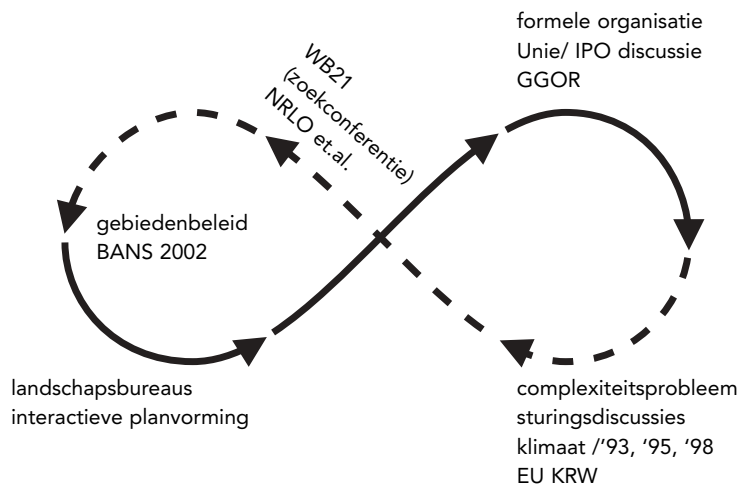 formele organisatie
Unie/ IPO discussie
GGOR
WB21
(zoekconferentie)
NRLO et.al.
gebiedenbeleid
BANS 2002
landschapsbureaus
interactieve planvorming
complexiteitsprobleem
sturingsdiscussies
klimaat /‘93, ‘95, ‘98
EU KRW